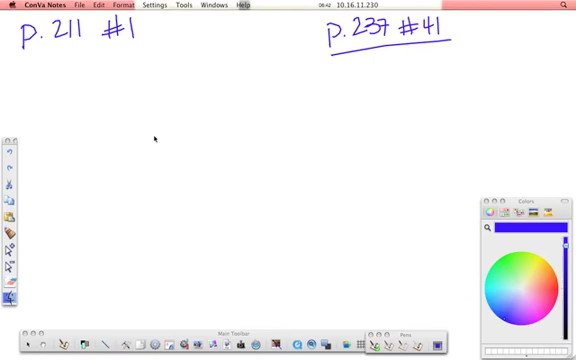 ConVa Notes File Edit Format Settings Tools Windows Help 06:42 10.16.11.230
p. 211 #1
p. 237 #41
Colors
Main Toolbar
Pens